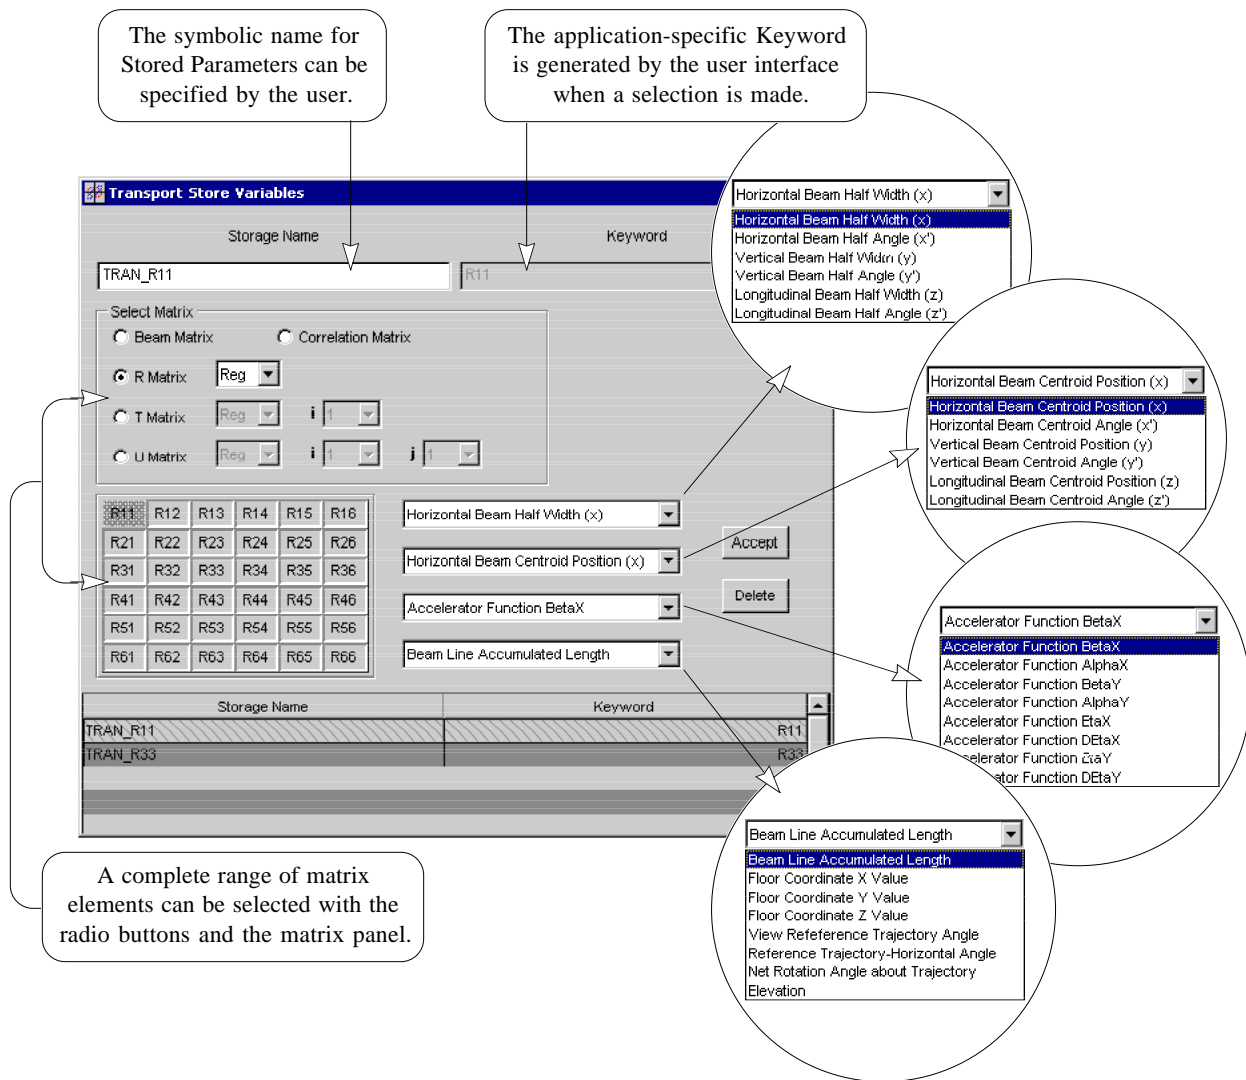 The symbolic name for
Stored Parameters can be
specified by the user.
The application-specific Keyword
is generated by the user interface
when a selection is made.
Transport Store Variables
Storage Name
Keyword
TRAN_R11
R11
Select Matrix
Beam Matrix
Correlation Matrix
R Matrix
Reg
T Matrix
Reg
i
1
U Matrix
Reg
i
1
j
1
R11 R12 R13 R14 R15 R16
R21 R22 R23 R24 R25 R26
R31 R32 R33 R34 R35 R36
R41 R42 R43 R44 R45 R46
R51 R52 R53 R54 R55 R56
R61 R62 R63 R64 R65 R66
Horizontal Beam Half Width (x)
Horizontal Beam Centroid Position (x)
Accelerator Function BetaX
Beam Line Accumulated Length
Accept
Delete
Storage Name
Keyword
TRAN_R11
R11
TRAN_R33
R33
Horizontal Beam Half Width (x)
Horizontal Beam Half Width (x)
Horizontal Beam Half Angle (x')
Vertical Beam Half Width (y)
Vertical Beam Half Angle (y')
Longitudinal Beam Half Width (z)
Longitudinal Beam Half Angle (z')
Horizontal Beam Centroid Position (x)
Horizontal Beam Centroid Position (x)
Horizontal Beam Centroid Angle (x')
Vertical Beam Centroid Position (y)
Vertical Beam Centroid Angle (y')
Longitudinal Beam Centroid Position (z)
Longitudinal Beam Centroid Angle (z')
Accelerator Function BetaX
Accelerator Function BetaX
Accelerator Function AlphaX
Accelerator Function BetaY
Accelerator Function AlphaY
Accelerator Function EtaX
Accelerator Function DEtaX
Accelerator Function EtaY
ator Function DEtaY
Beam Line Accumulated Length
Beam Line Accumulated Length
Floor Coordinate X Value
Floor Coordinate Y Value
Floor Coordinate Z Value
View Refeference Trajectory Angle
Reference Trajectory-Horizontal Angle
Net Rotation Angle about Trajectory
Elevation
A complete range of matrix
elements can be selected with the
radio buttons and the matrix panel.